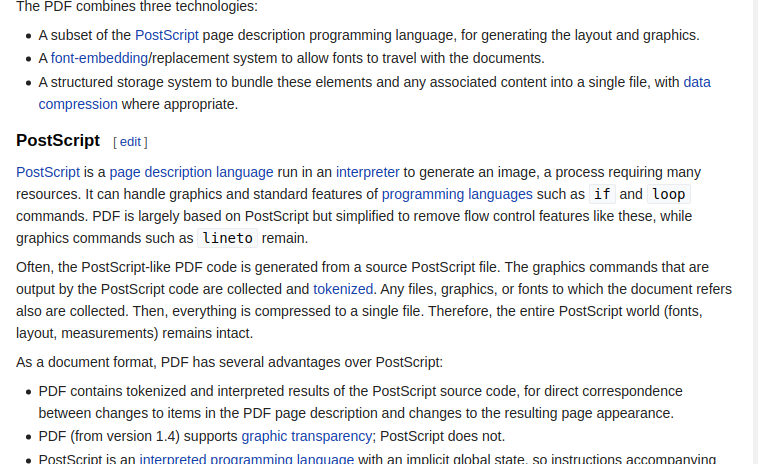 The PDF combines three technologies:
• A subset of the PostScript page description programming language, for generating the layout and graphics.
• A font-embedding/replacement system to allow fonts to travel with the documents.
• A structured storage system to bundle these elements and any associated content into a single file, with data
compression where appropriate.
PostScript [ edit ]
PostScript is a page description language run in an interpreter to generate an image, a process requiring many
resources. It can handle graphics and standard features of programming languages such as if and loop
commands. PDF is largely based on PostScript but simplified to remove flow control features like these, while
graphics commands such as lineto remain.
Often, the PostScript-like PDF code is generated from a source PostScript file. The graphics commands that are
output by the PostScript code are collected and tokenized. Any files, graphics, or fonts to which the document refers
also are collected. Then, everything is compressed to a single file. Therefore, the entire PostScript world (fonts,
layout, measurements) remains intact.
As a document format, PDF has several advantages over PostScript:
• PDF contains tokenized and interpreted results of the PostScript source code, for direct correspondence
between changes to items in the PDF page description and changes to the resulting page appearance.
• PDF (from version 1.4) supports graphic transparency; PostScript does not.
• PostScript is an interpreted programming language with an implicit global state, so instructions accompanying